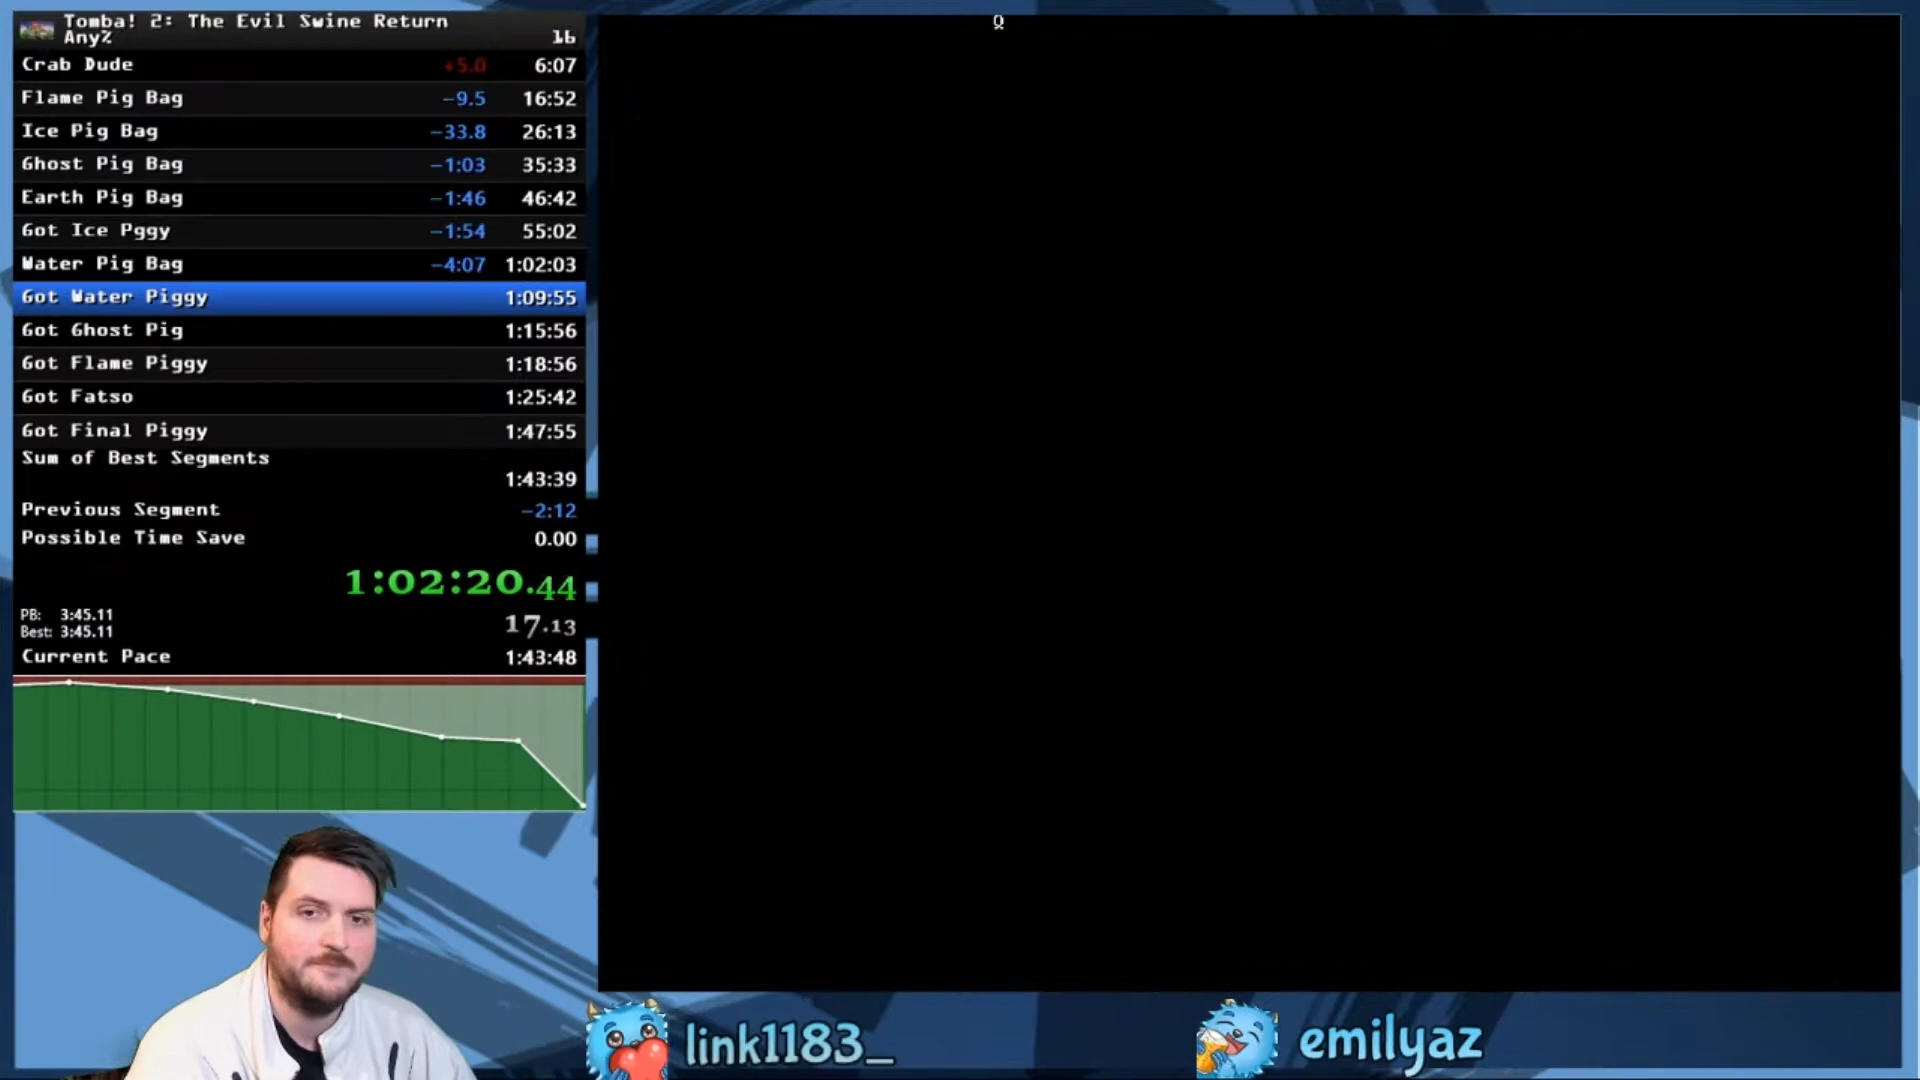 Tomba! 2: The Evil Swine Return
Any% 16
Crab Dude +5.0 6:07
Flame Pig Bag −9.5 16:52
Ice Pig Bag −33.8 26:13
Ghost Pig Bag −1:03 35:33
Earth Pig Bag −1:46 46:42
Got Ice Pggy −1:54 55:02
Water Pig Bag −4:07 1:02:03
Got Water Piggy 1:09:55
Got Ghost Pig 1:15:56
Got Flame Piggy 1:18:56
Got Fatso 1:25:42
Got Final Piggy 1:47:55
Sum of Best Segments
1:43:39
Previous Segment −2:12
Possible Time Save 0.00
1:02:20.44
PB: 3:45.11
Best: 3:45.11
17.13
Current Pace 1:43:48
link1183_
emilyaz